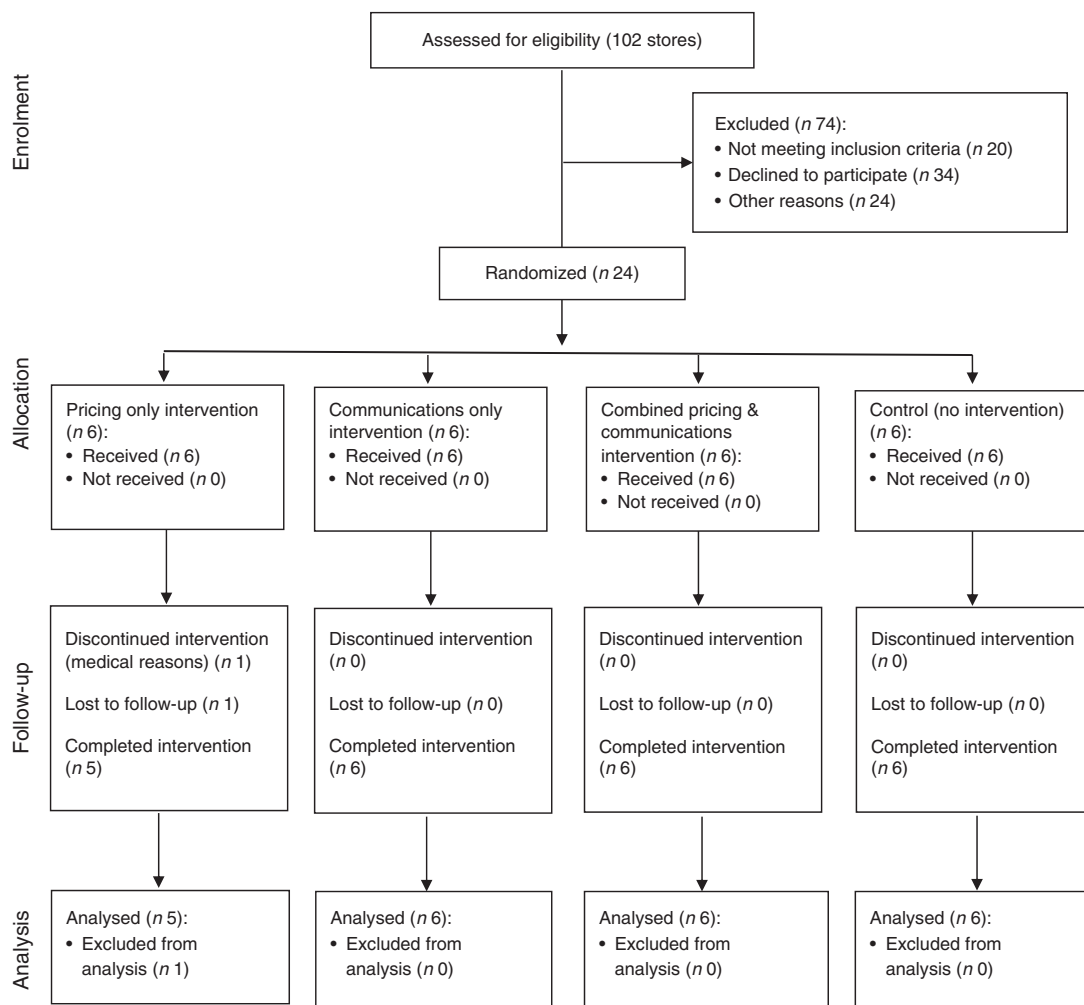 Enrolment
Assessed for eligibility (102 stores)
Excluded (n 74):
• Not meeting inclusion criteria (n 20)
• Declined to participate (n 34)
• Other reasons (n 24)
Randomized (n 24)
Allocation
Pricing only intervention
(n 6):
• Received (n 6)
• Not received (n 0)
Communications only
intervention (n 6):
• Received (n 6)
• Not received (n 0)
Combined pricing &
communications
intervention (n 6):
• Received (n 6)
• Not received (n 0)
Control (no intervention)
(n 6):
• Received (n 6)
• Not received (n 0)
Follow-up
Discontinued intervention
(medical reasons) (n 1)
Lost to follow-up (n 1)
Completed intervention
(n 5)
Discontinued intervention
(n 0)
Lost to follow-up (n 0)
Completed intervention
(n 6)
Discontinued intervention
(n 0)
Lost to follow-up (n 0)
Completed intervention
(n 6)
Discontinued intervention
(n 0)
Lost to follow-up (n 0)
Completed intervention
(n 6)
Analysis
Analysed (n 5):
• Excluded from
analysis (n 1)
Analysed (n 6):
• Excluded from
analysis (n 0)
Analysed (n 6):
• Excluded from
analysis (n 0)
Analysed (n 6):
• Excluded from
analysis (n 0)